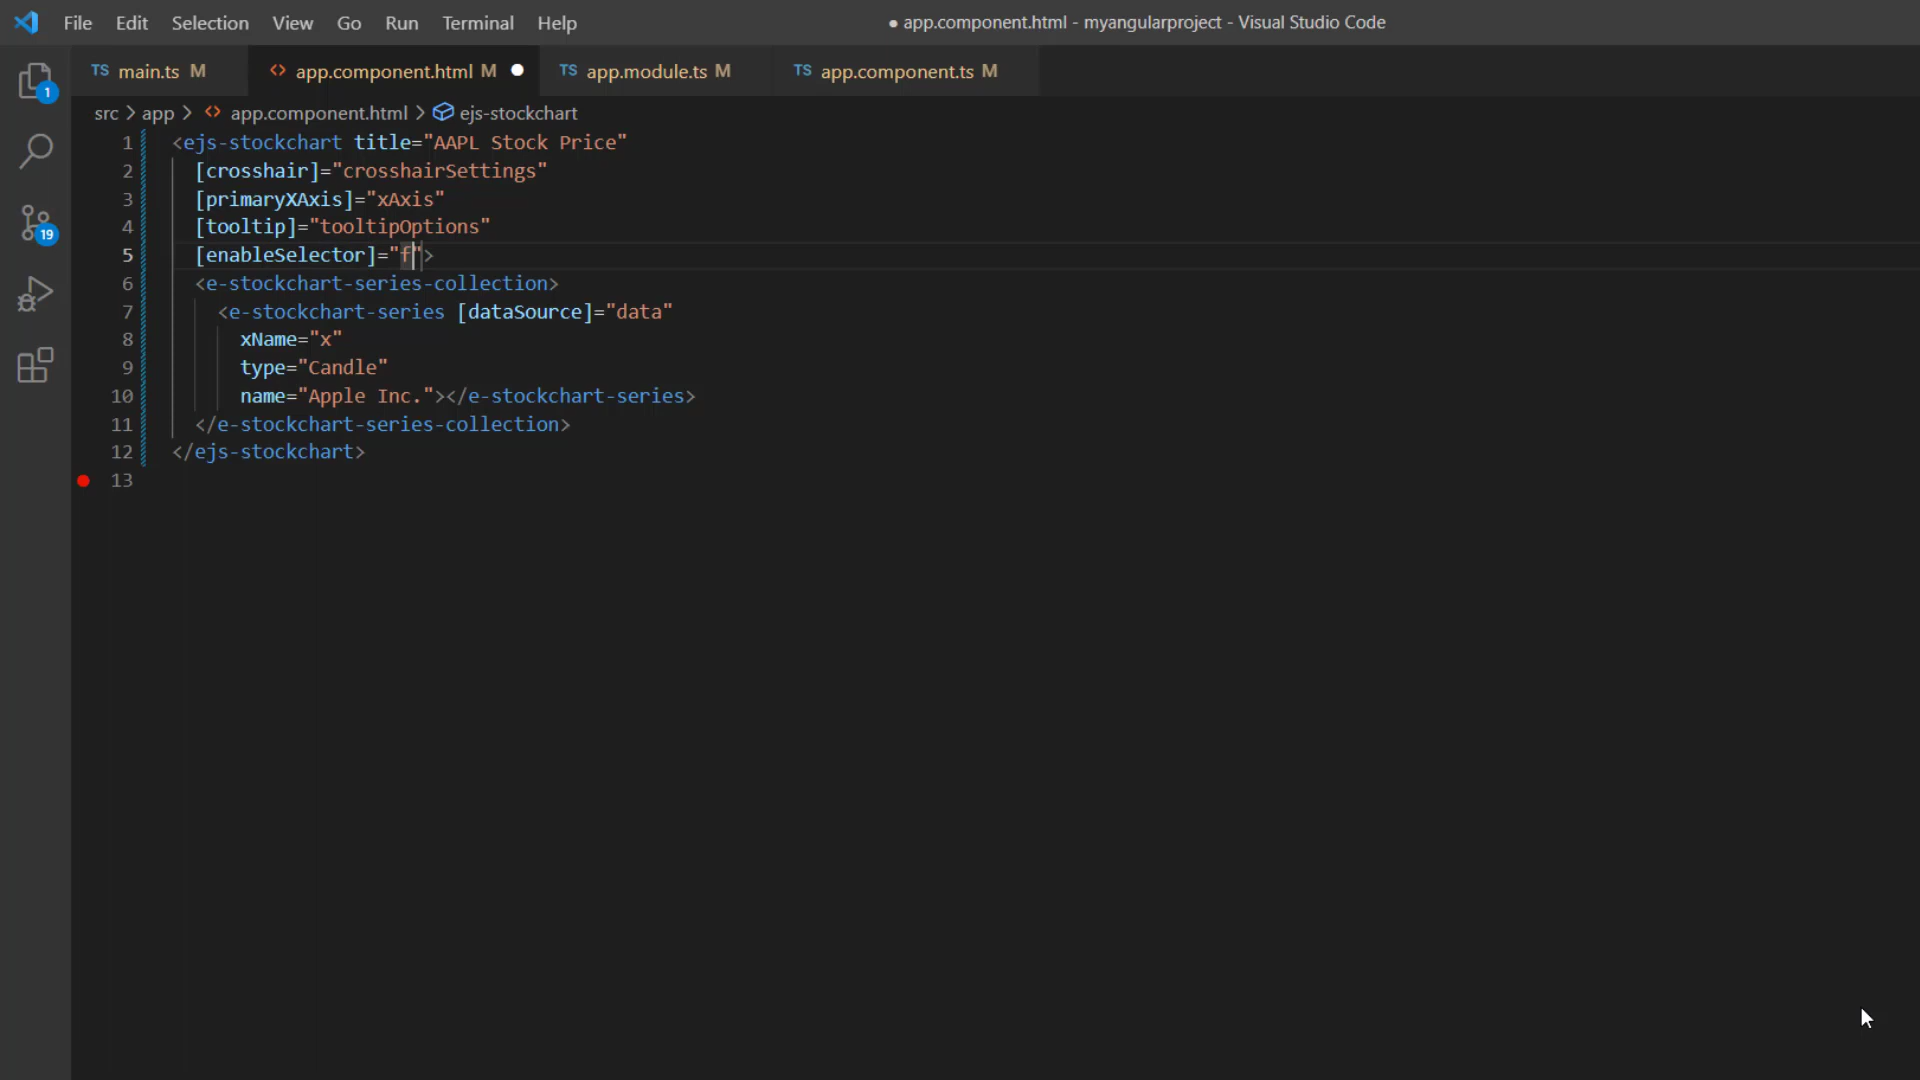 File Edit Selection View Go Run Terminal Help ● app.component.html - myangularproject - Visual Studio Code
TS main.ts M <> app.component.html M ● TS app.module.ts M TS app.component.ts M
src > app > <> app.component.html > ejs-stockchart
1 <ejs-stockchart title="AAPL Stock Price"
2 [crosshair]="crosshairSettings"
3 [primaryXAxis]="xAxis"
4 [tooltip]="tooltipOptions"
5 [enableSelector]="f">
6 <e-stockchart-series-collection>
7 <e-stockchart-series [dataSource]="data"
8 xName="x"
9 type="Candle"
10 name="Apple Inc."></e-stockchart-series>
11 </e-stockchart-series-collection>
12 </ejs-stockchart>
13
1
19